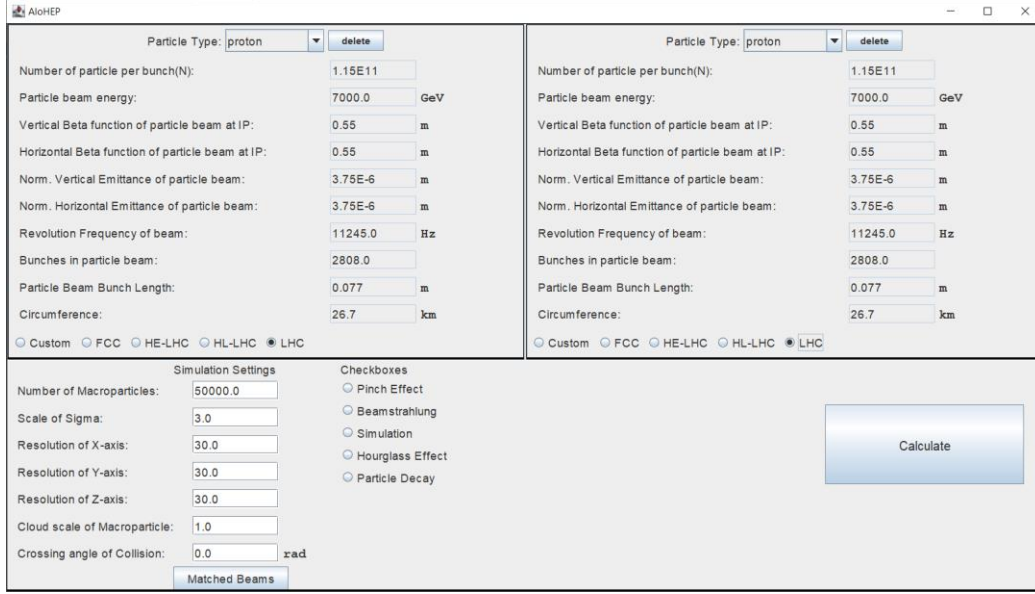 AloHEP
Particle Type: proton delete
Number of particle per bunch(N): 1.15E11
Particle beam energy: 7000.0 GeV
Vertical Beta function of particle beam at IP: 0.55 m
Horizontal Beta function of particle beam at IP: 0.55 m
Norm. Vertical Emittance of particle beam: 3.75E-6 m
Norm. Horizontal Emittance of particle beam: 3.75E-6 m
Revolution Frequency of beam: 11245.0 Hz
Bunches in particle beam: 2808.0
Particle Beam Bunch Length: 0.077 m
Circumference: 26.7 km
Custom FCC HE-LHC HL-LHC LHC
Particle Type: proton delete
Number of particle per bunch(N): 1.15E11
Particle beam energy: 7000.0 GeV
Vertical Beta function of particle beam at IP: 0.55 m
Horizontal Beta function of particle beam at IP: 0.55 m
Norm. Vertical Emittance of particle beam: 3.75E-6 m
Norm. Horizontal Emittance of particle beam: 3.75E-6 m
Revolution Frequency of beam: 11245.0 Hz
Bunches in particle beam: 2808.0
Particle Beam Bunch Length: 0.077 m
Circumference: 26.7 km
Custom FCC HE-LHC HL-LHC LHC
Simulation Settings
Number of Macroparticles: 50000.0
Scale of Sigma: 3.0
Resolution of X-axis: 30.0
Resolution of Y-axis: 30.0
Resolution of Z-axis: 30.0
Cloud scale of Macroparticle: 1.0
Crossing angle of Collision: 0.0 rad
Matched Beams
Checkboxes
Pinch Effect
Beamstrahlung
Simulation
Hourglass Effect
Particle Decay
Calculate